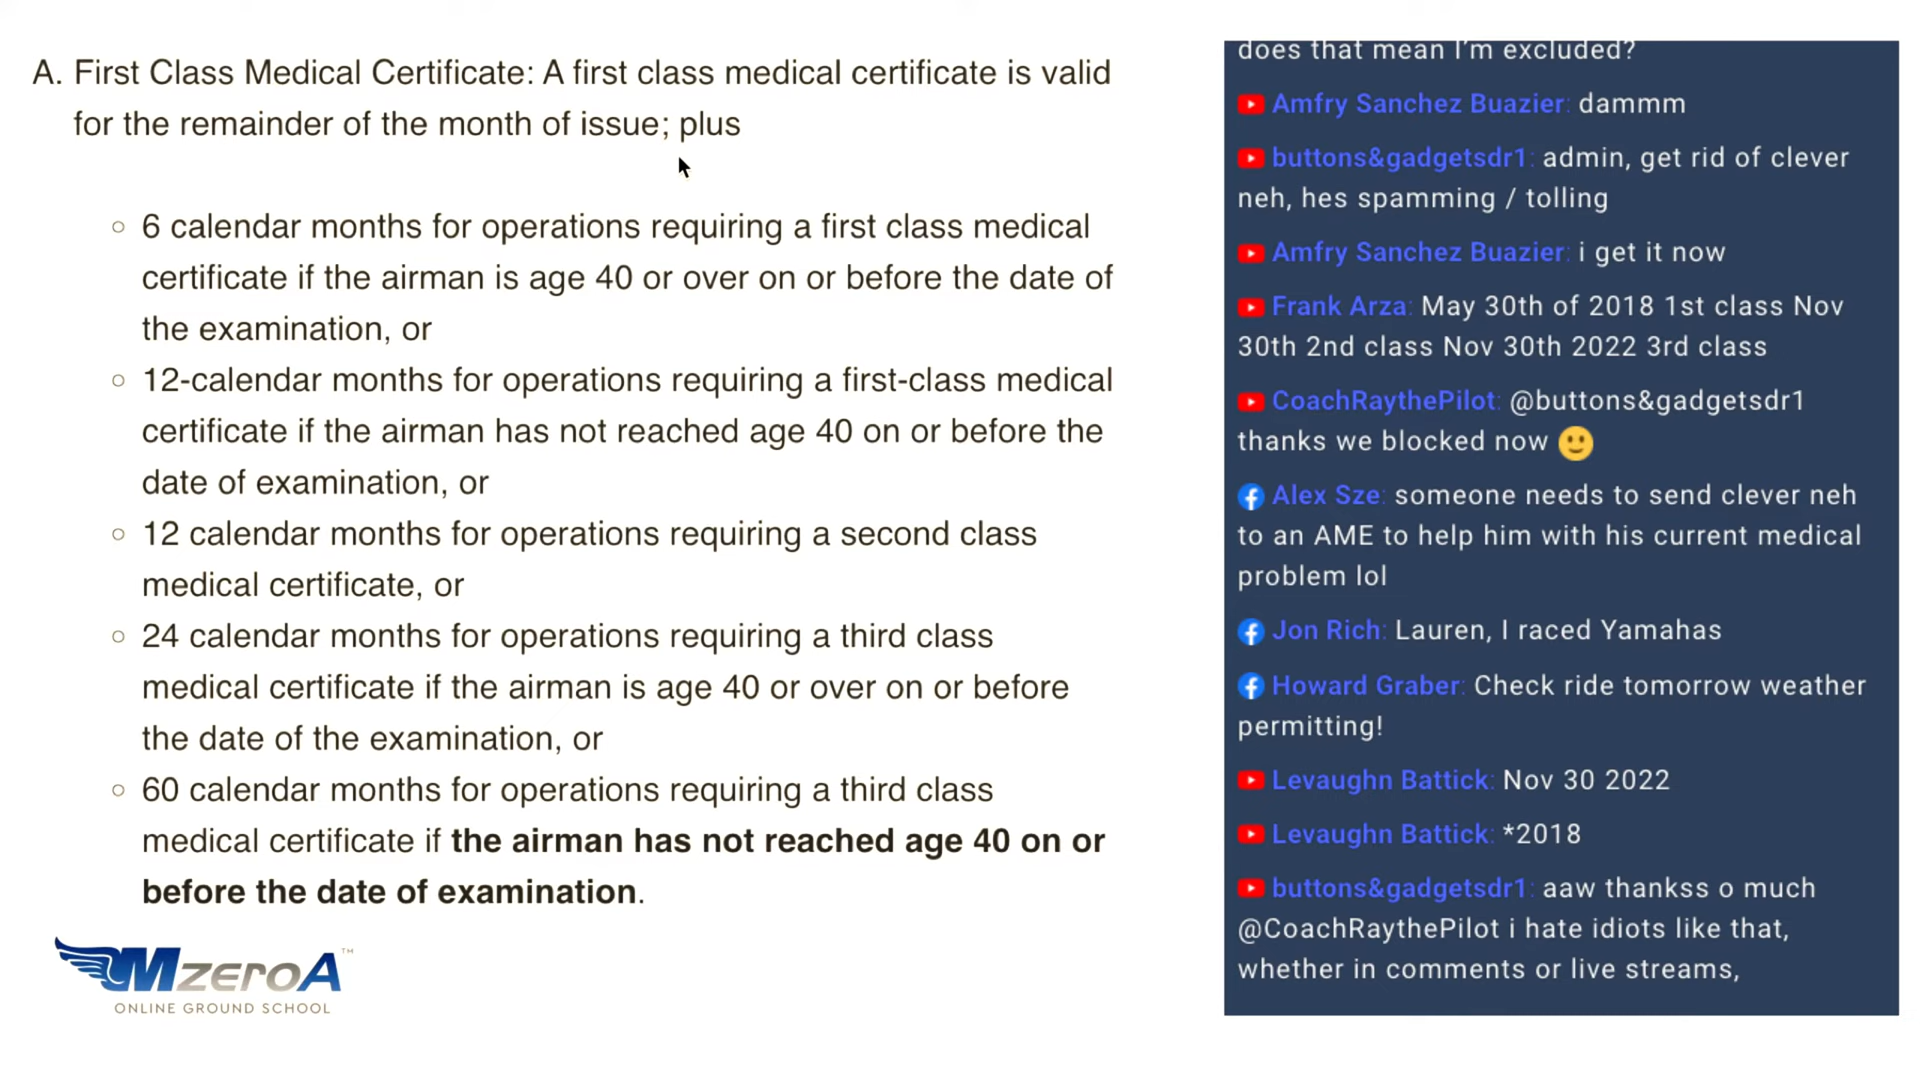 A. First Class Medical Certificate: A first class medical certificate is valid
for the remainder of the month of issue; plus
○ 6 calendar months for operations requiring a first class medical
certificate if the airman is age 40 or over on or before the date of
the examination, or
○ 12-calendar months for operations requiring a first-class medical
certificate if the airman has not reached age 40 on or before the
date of examination, or
○ 12 calendar months for operations requiring a second class
medical certificate, or
○ 24 calendar months for operations requiring a third class
medical certificate if the airman is age 40 or over on or before
the date of the examination, or
○ 60 calendar months for operations requiring a third class
medical certificate if the airman has not reached age 40 on or
before the date of examination.
MZEROA™
ONLINE GROUND SCHOOL
does that mean I'm excluded?
Amfry Sanchez Buazier: dammm
buttons&gadgetsdr1: admin, get rid of clever
neh, hes spamming / tolling
Amfry Sanchez Buazier: i get it now
Frank Arza: May 30th of 2018 1st class Nov
30th 2nd class Nov 30th 2022 3rd class
CoachRaythePilot: @buttons&gadgetsdr1
thanks we blocked now 🙂
Alex Sze: someone needs to send clever neh
to an AME to help him with his current medical
problem lol
Jon Rich: Lauren, I raced Yamahas
Howard Graber: Check ride tomorrow weather
permitting!
Levaughn Battick: Nov 30 2022
Levaughn Battick: *2018
buttons&gadgetsdr1: aaw thankss o much
@CoachRaythePilot i hate idiots like that,
whether in comments or live streams,